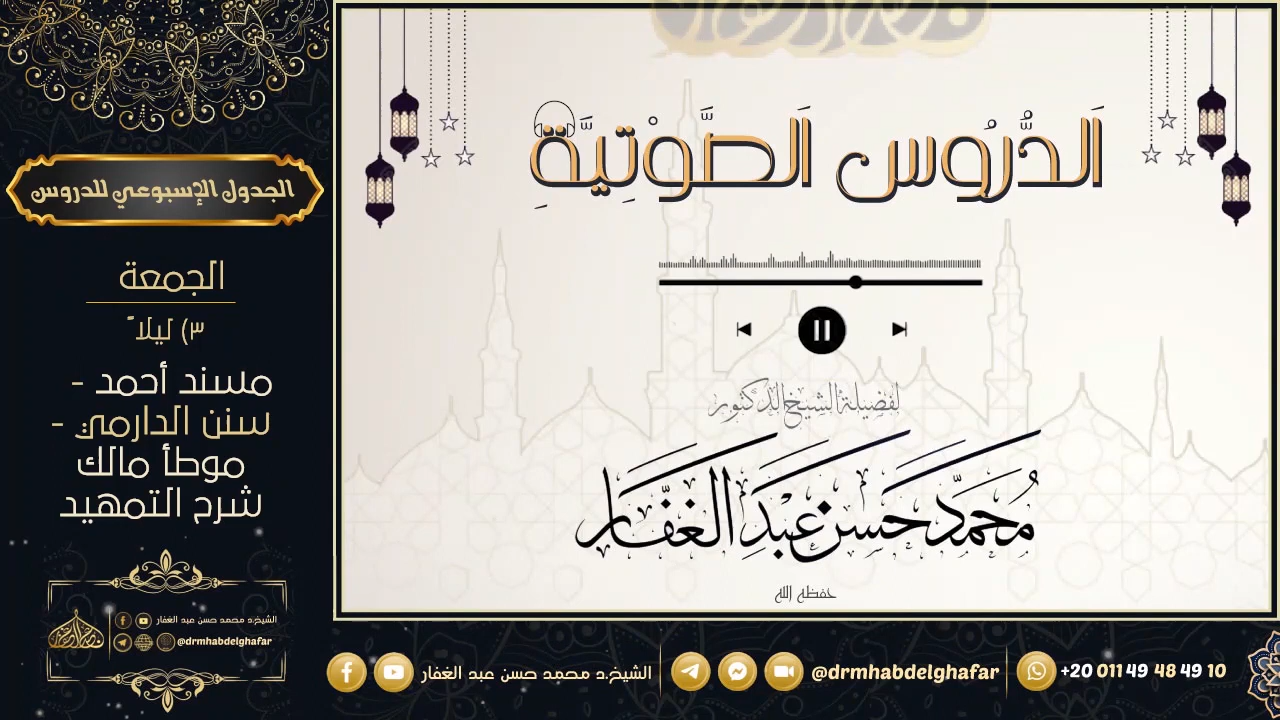 الدُّرُوس الصَّوْتِيَّةِ
لفضيلة الشيخ الدكتور
مُحَمَّد حَسَن عَبْدِ الغَفَّار
حفظه الله
الجدول الإسبوعي للدروس
الجمعة
٣) ليلاً
مسند أحمد -
سنن الدارمي -
موطأ مالك
شرح التمهيد
الشيخ.د محمد حسن عبد الغفار
@drmhabdelghafar
الشيخ.د محمد حسن عبد الغفار
@drmhabdelghafar
+20 011 49 48 49 10